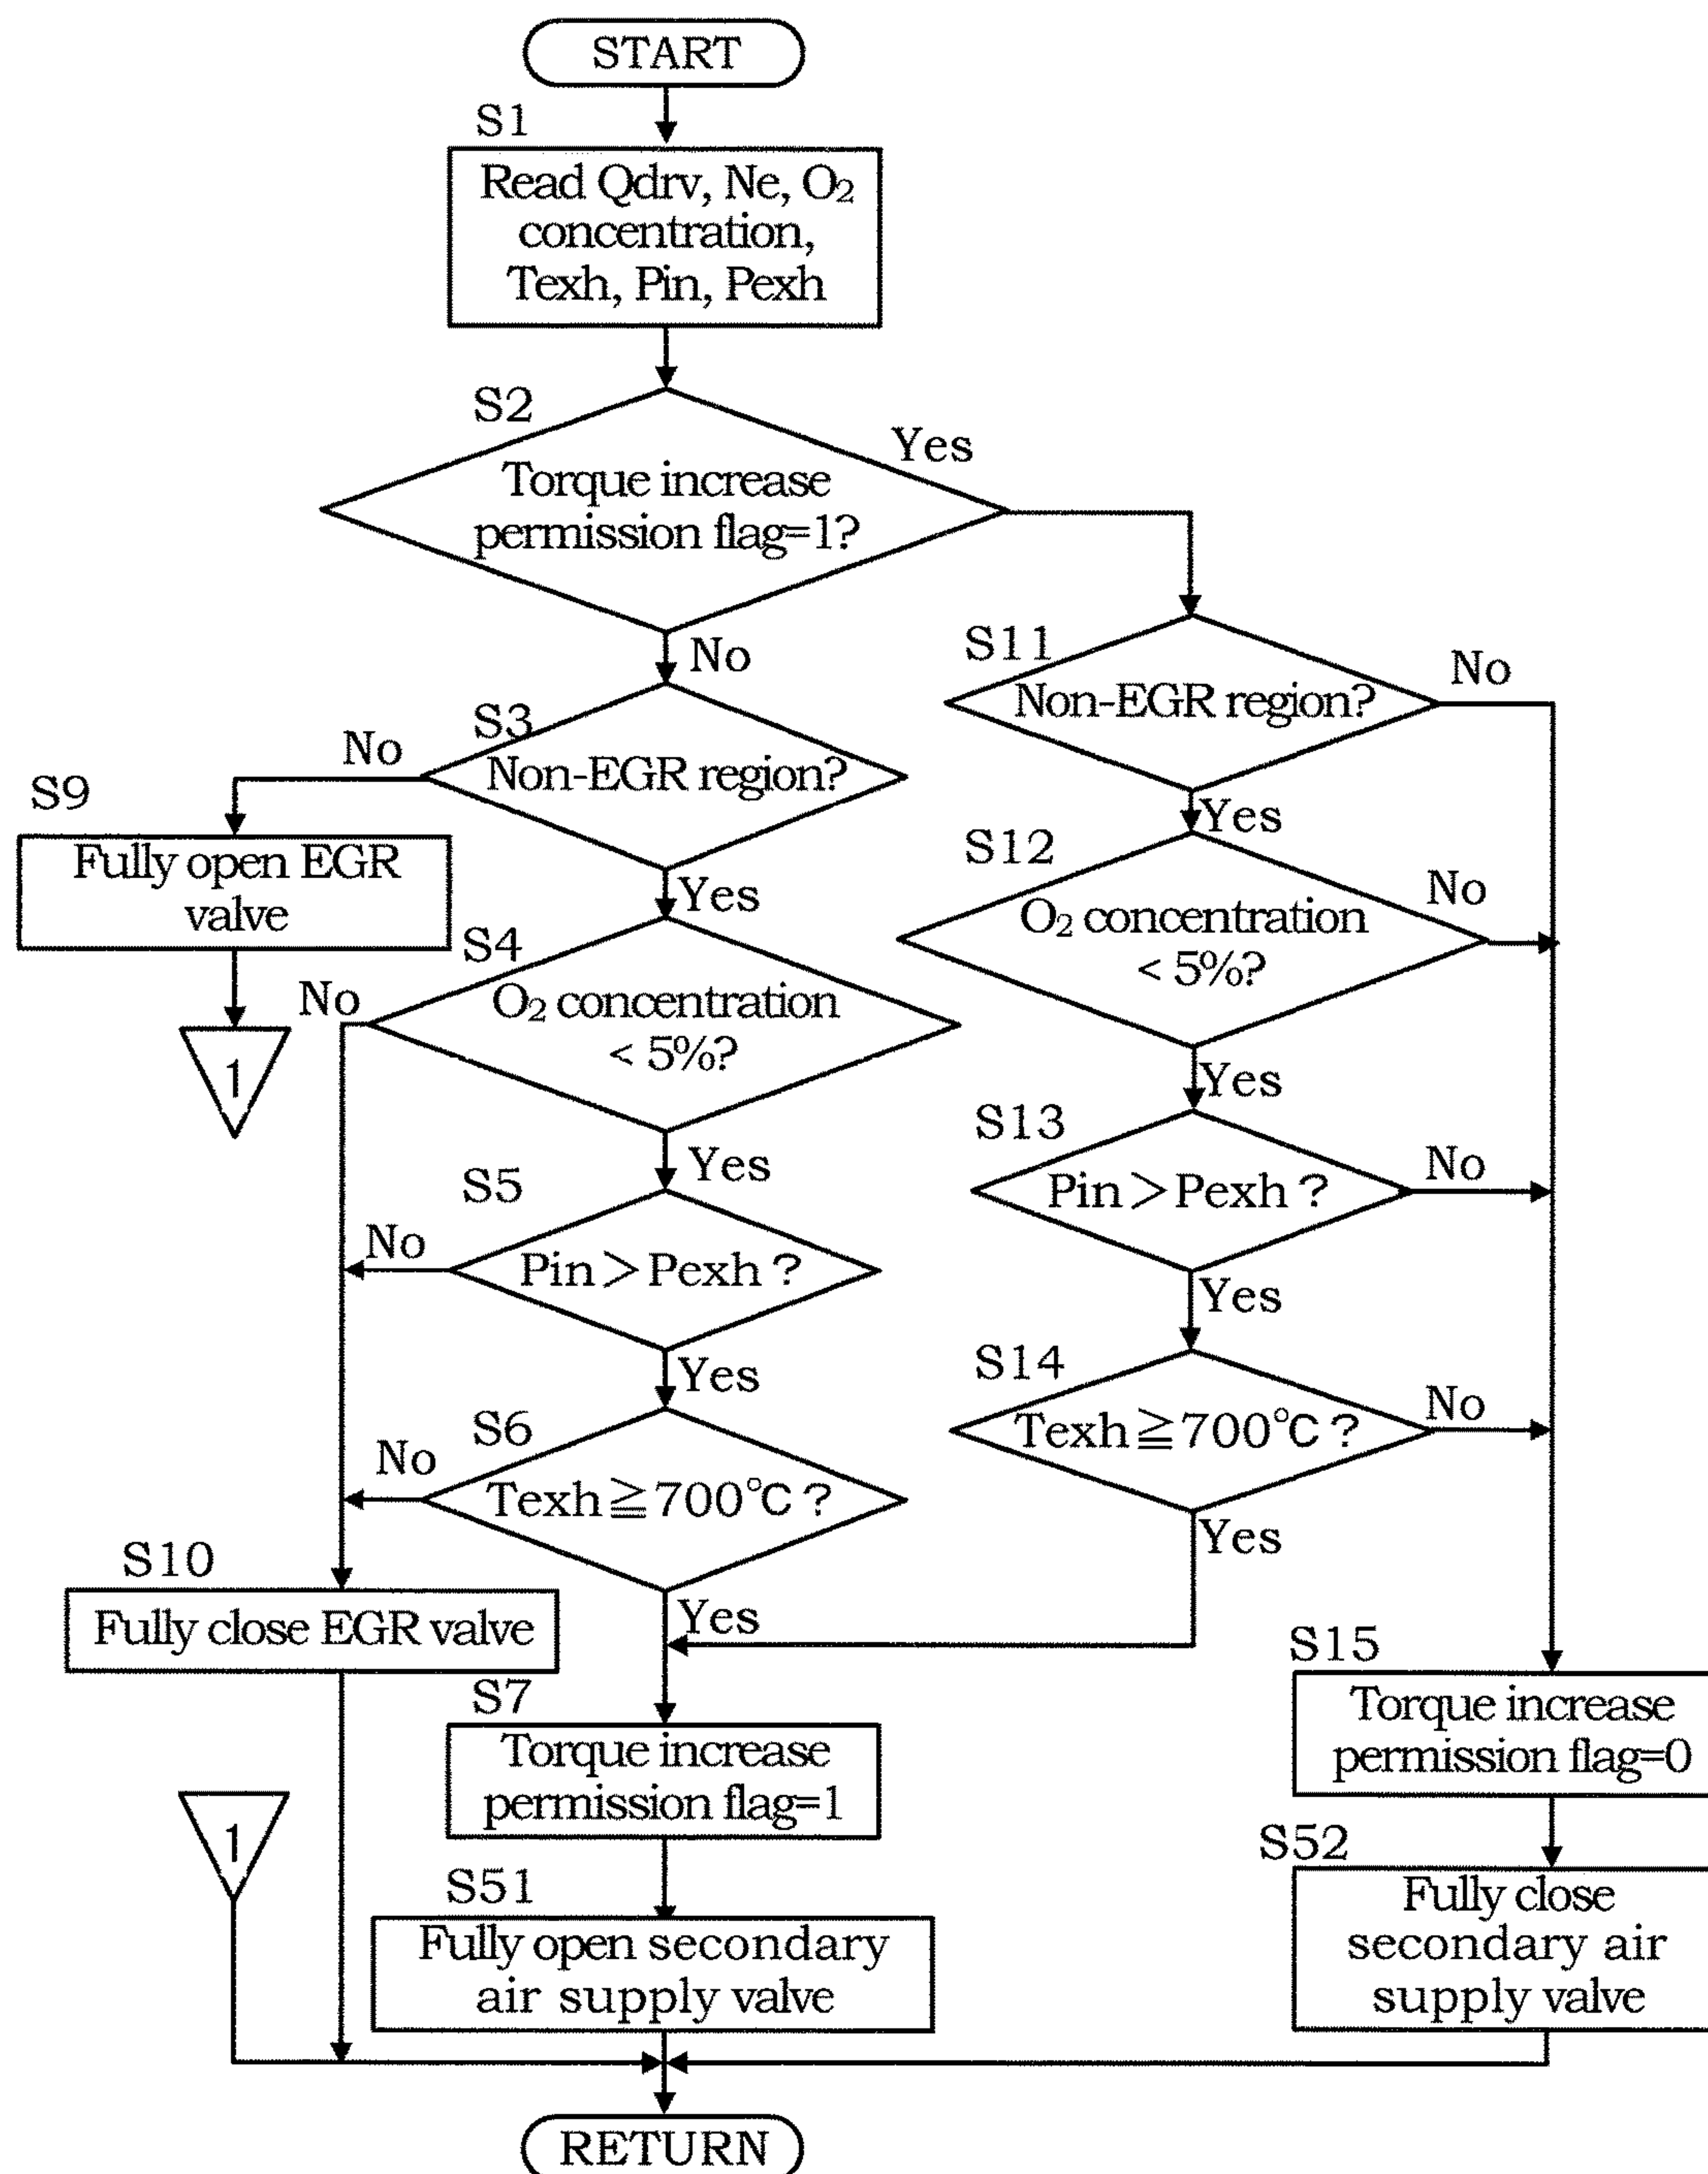 START
S1
Read Qdrv, Ne, O₂
concentration,
Texh, Pin, Pexh
S2
Torque increase
permission flag=1?
Yes
No
S3
Non-EGR region?
No
Yes
S9
Fully open EGR
valve
1
S4
O₂ concentration
< 5%?
No
Yes
S5
Pin>Pexh?
No
Yes
S6
Texh≧700℃?
No
Yes
S10
Fully close EGR valve
S7
Torque increase
permission flag=1
S51
Fully open secondary
air supply valve
1
S11
Non-EGR region?
No
Yes
S12
O₂ concentration
< 5%?
No
Yes
S13
Pin>Pexh?
No
Yes
S14
Texh≧700℃?
No
Yes
S15
Torque increase
permission flag=0
S52
Fully close
secondary air
supply valve
RETURN